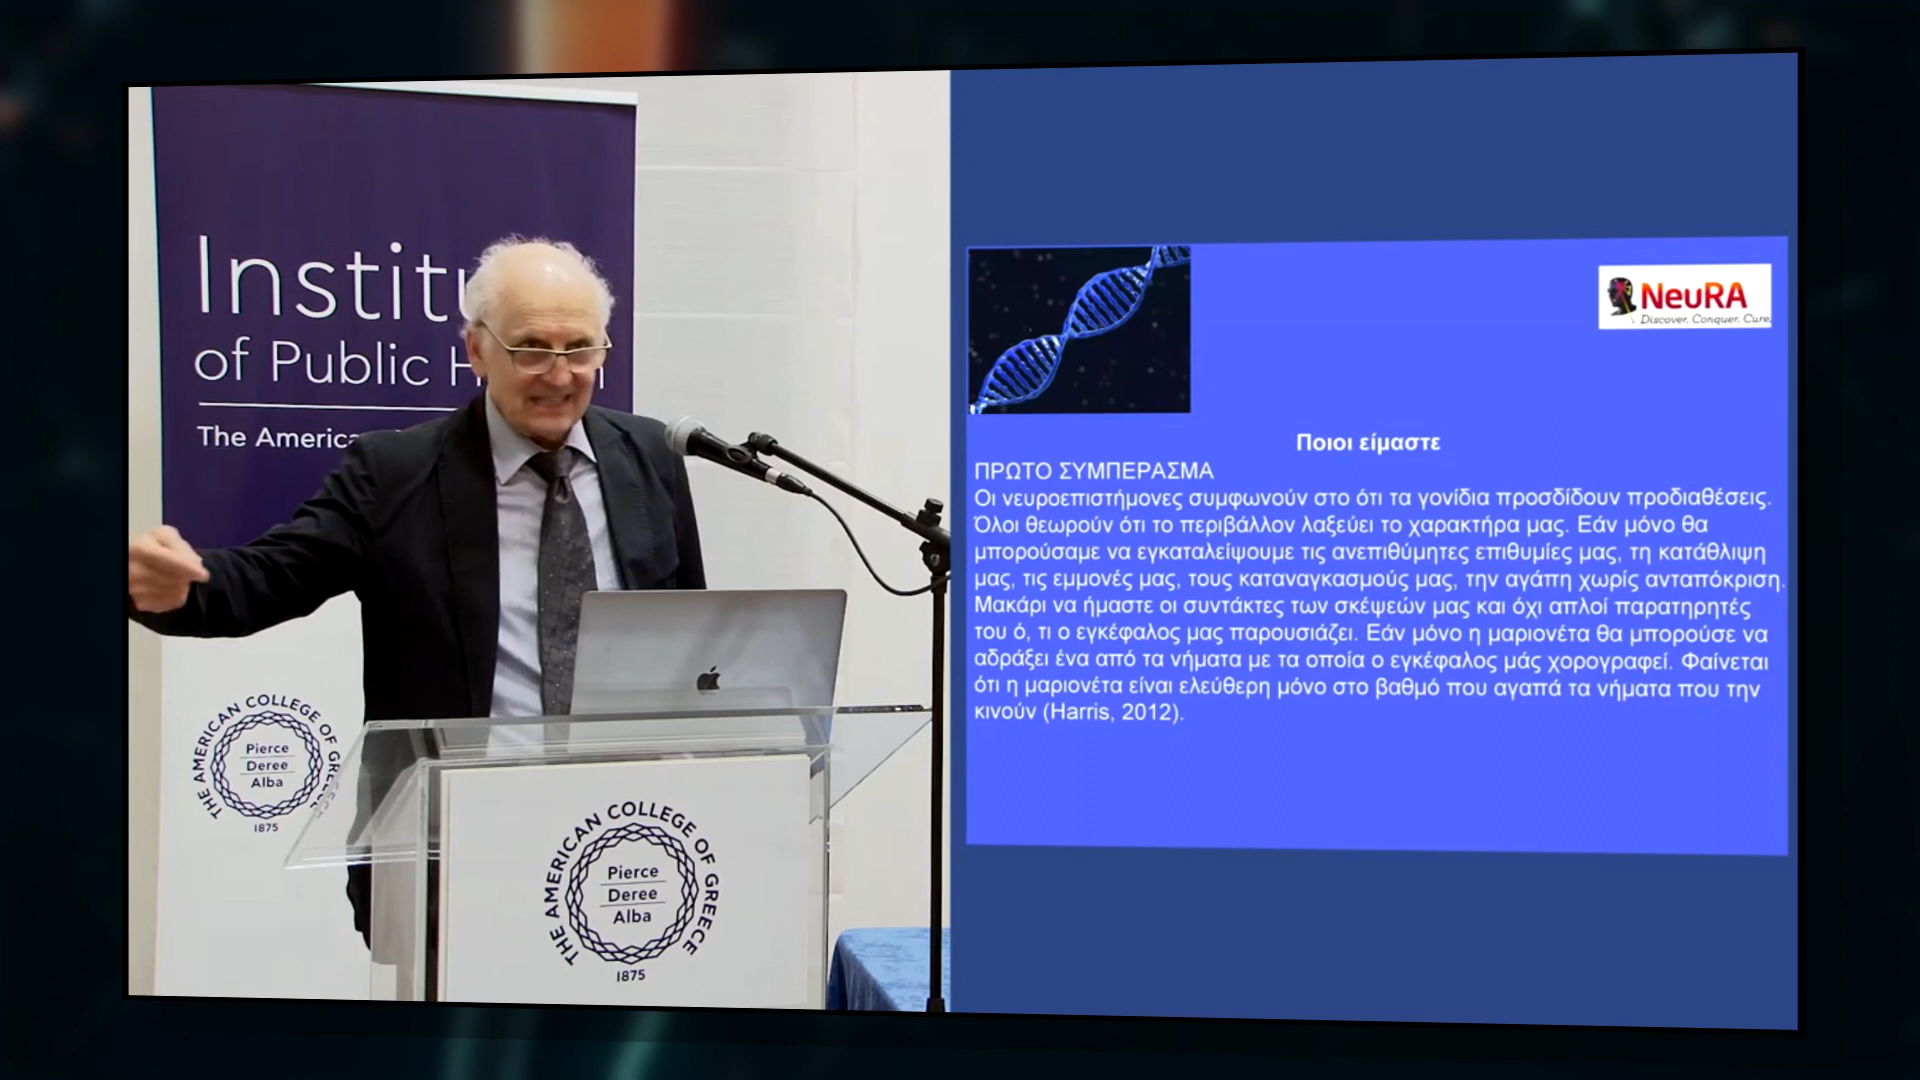 of Public
The
THE AMERICAN COLLEGE OF GREECE
Pierce
Deree
Alba
1875
THE AMERICAN COLLEGE OF GREECE
Pierce
Deree
Alba
1875
NeuRA
Discover. Conquer. Cure.
Ποιοι είμαστε
ΠΡΩΤΟ ΣΥΜΠΕΡΑΣΜΑ
Οι νευροεπιστήμονες συμφωνούν στο ότι τα γονίδια προσδίδουν προδιαθέσεις.
Όλοι θεωρούν ότι το περιβάλλον λαξεύει το χαρακτήρα μας. Εάν μόνο θα
μπορούσαμε να εγκαταλείψουμε τις ανεπιθύμητες επιθυμίες μας, τη κατάθλιψη
μας, τις εμμονές μας, τους καταναγκασμούς μας, την αγάπη χωρίς ανταπόκριση.
Μακάρι να ήμαστε οι συντάκτες των σκέψεών μας και όχι απλοί παρατηρητές
του ό, τι ο εγκέφαλος μας παρουσιάζει. Εάν μόνο η μαριονέτα θα μπορούσε να
αδράξει ένα από τα νήματα με τα οποία ο εγκέφαλος μάς χορογραφεί. Φαίνεται
ότι η μαριονέτα είναι ελεύθερη μόνο στο βαθμό που αγαπά τα νήματα που την
κινούν (Harris, 2012).